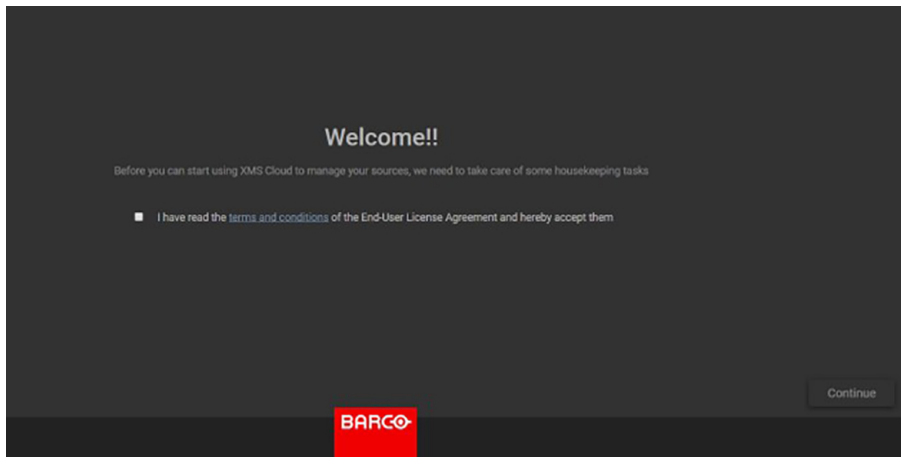 Welcome!!
Before you can start using XMS Cloud to manage your sources, we need to take care of some housekeeping tasks
I have read the terms and conditions of the End-User License Agreement and hereby accept them
Continue
BARCO